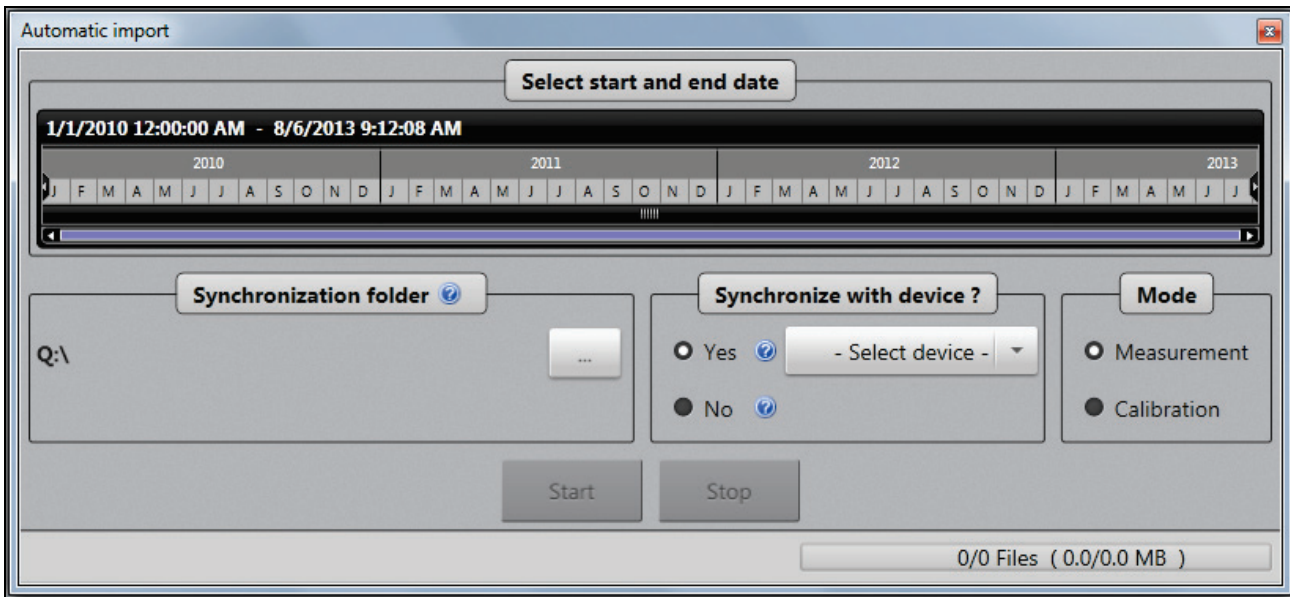 Automatic import
Select start and end date
1/1/2010 12:00:00 AM - 8/6/2013 9:12:08 AM
2010 2011 2012 2013
J F M A M J J A S O N D J F M A M J J A S O N D J F M A M J J A S O N D J F M A M J J
Synchronization folder ?
Q:\
...
Synchronize with device ?
Yes ? - Select device -
No ?
Mode
Measurement
Calibration
Start Stop
0/0 Files ( 0.0/0.0 MB )